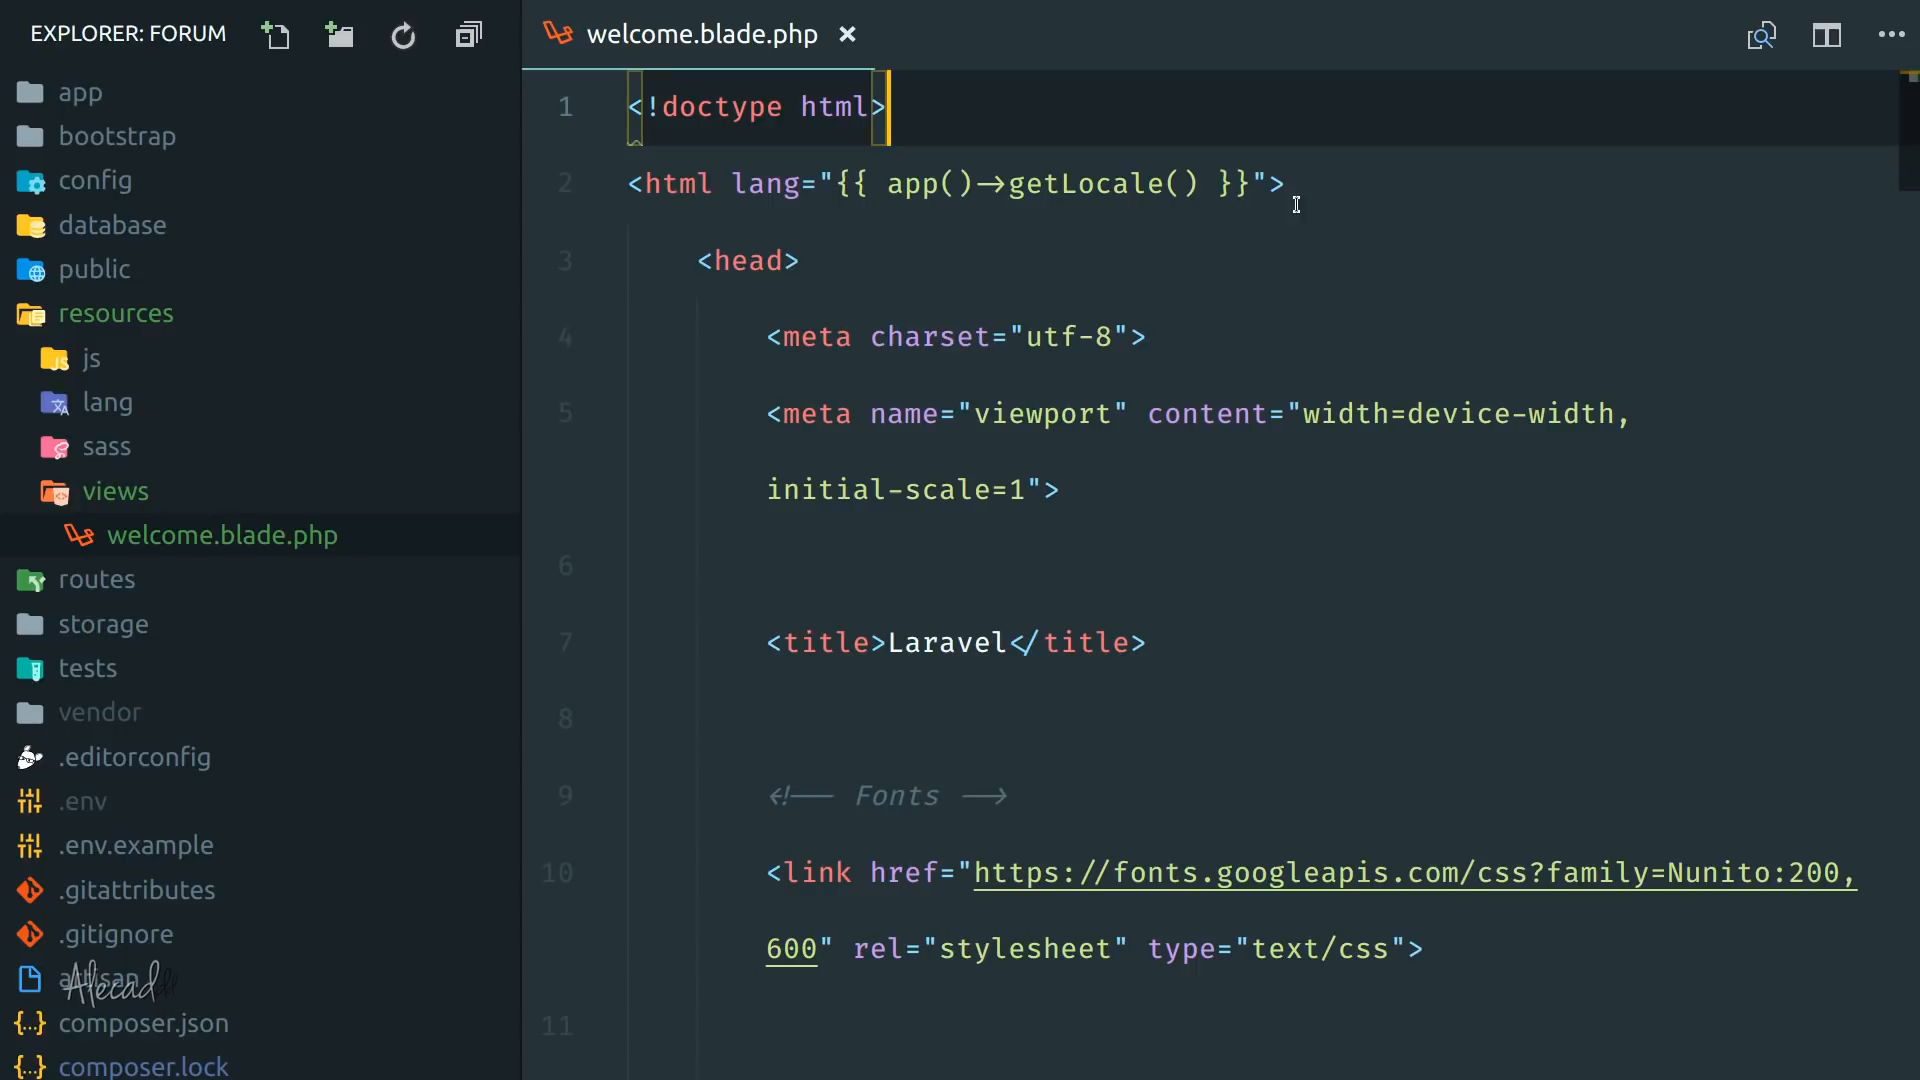 EXPLORER: FORUM
app
bootstrap
config
database
public
resources
js
lang
sass
views
welcome.blade.php
routes
storage
tests
vendor
.editorconfig
.env
.env.example
.gitattributes
.gitignore
artisan
Alecad
composer.json
composer.lock
welcome.blade.php
1 <!doctype html>
2 <html lang="{{ app()->getLocale() }}">
3 <head>
4 <meta charset="utf-8">
5 <meta name="viewport" content="width=device-width,
initial-scale=1">
6
7 <title>Laravel</title>
8
9 <!-- Fonts -->
10 <link href="https://fonts.googleapis.com/css?family=Nunito:200,
600" rel="stylesheet" type="text/css">
11